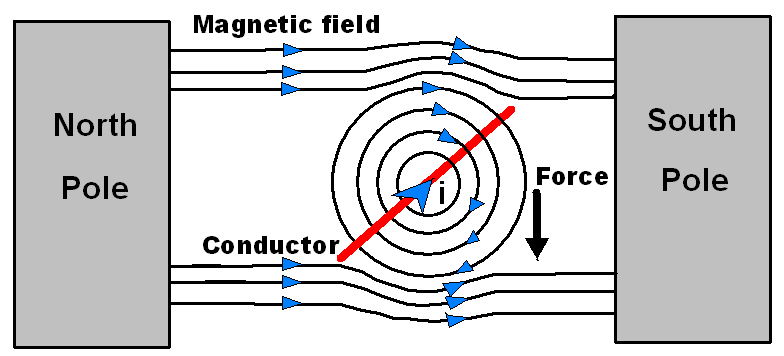 Magnetic field
North
Pole
South
Pole
Force
i
Conductor